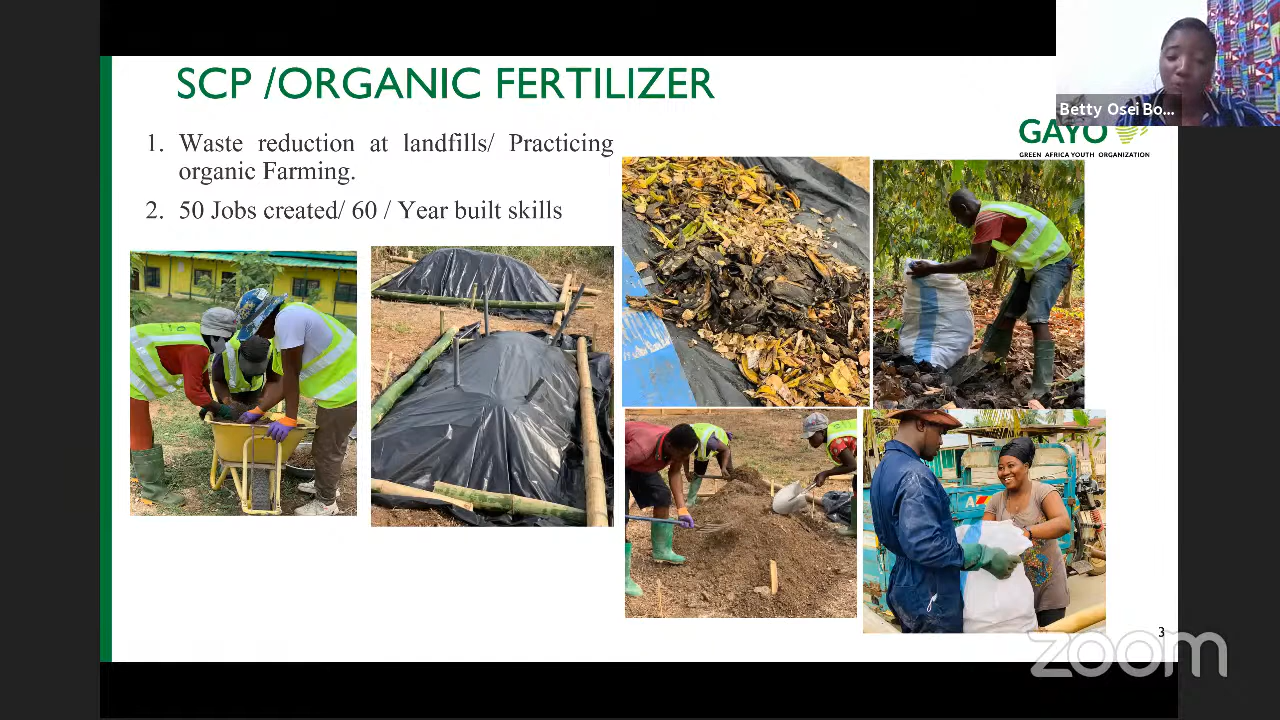 SCP /ORGANIC FERTILIZER
Betty Osei Bo...
GAYO
GREEN AFRICA YOUTH ORGANIZATION
1. Waste reduction at landfills/ Practicing
organic Farming.
2. 50 Jobs created/ 60 / Year built skills
3
zoom